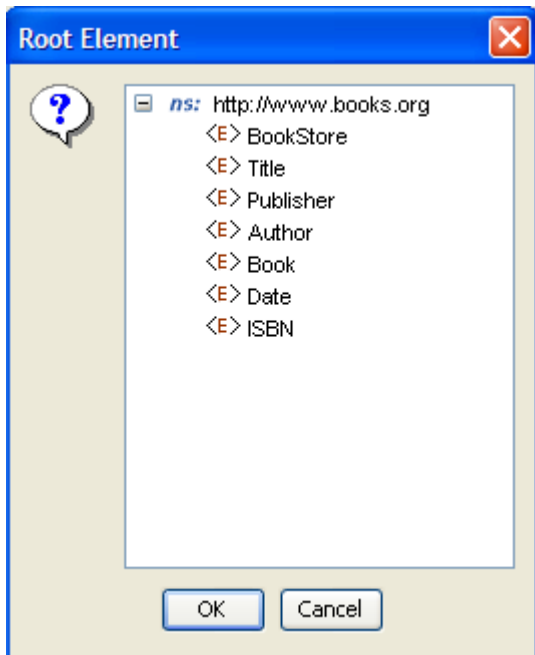 Root Element
?
ns: http://www.books.org
<E> BookStore
<E> Title
<E> Publisher
<E> Author
<E> Book
<E> Date
<E> ISBN
OK Cancel